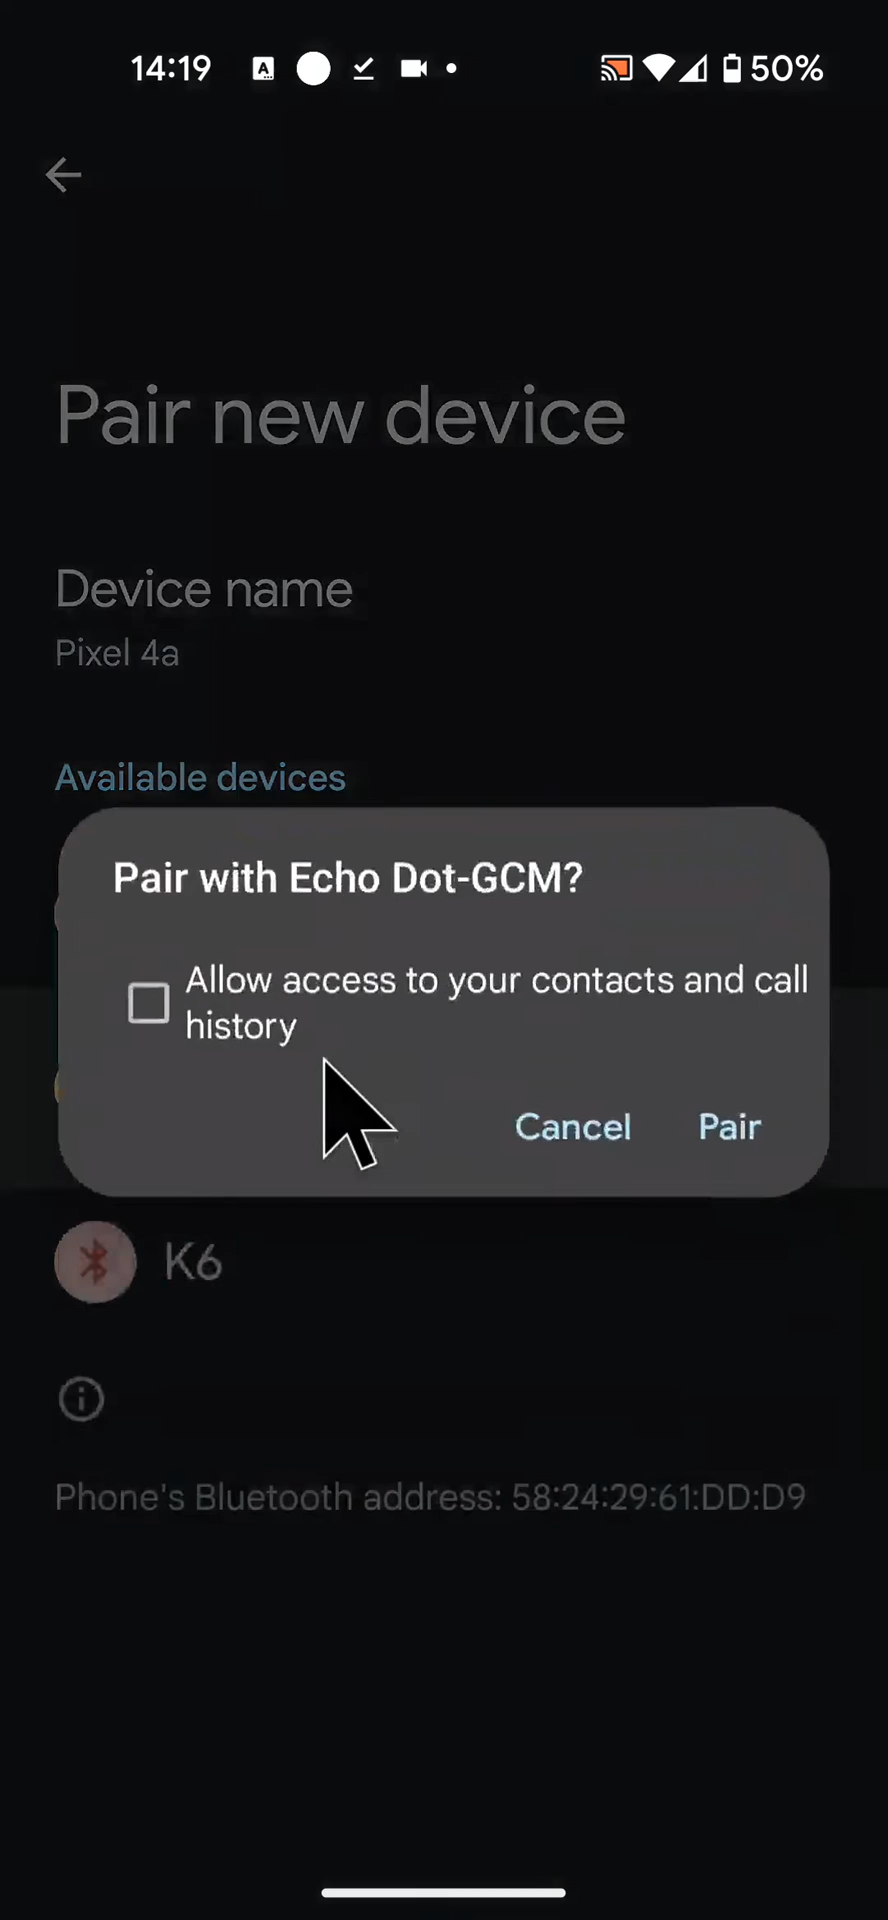 14:19
A
50%
Pair new device
Device name
Pixel 4a
Available devices
Pair with Echo Dot-GCM?
Allow access to your contacts and call
history
Cancel
Pair
K6
Phone's Bluetooth address: 58:24:29:61:DD:D9